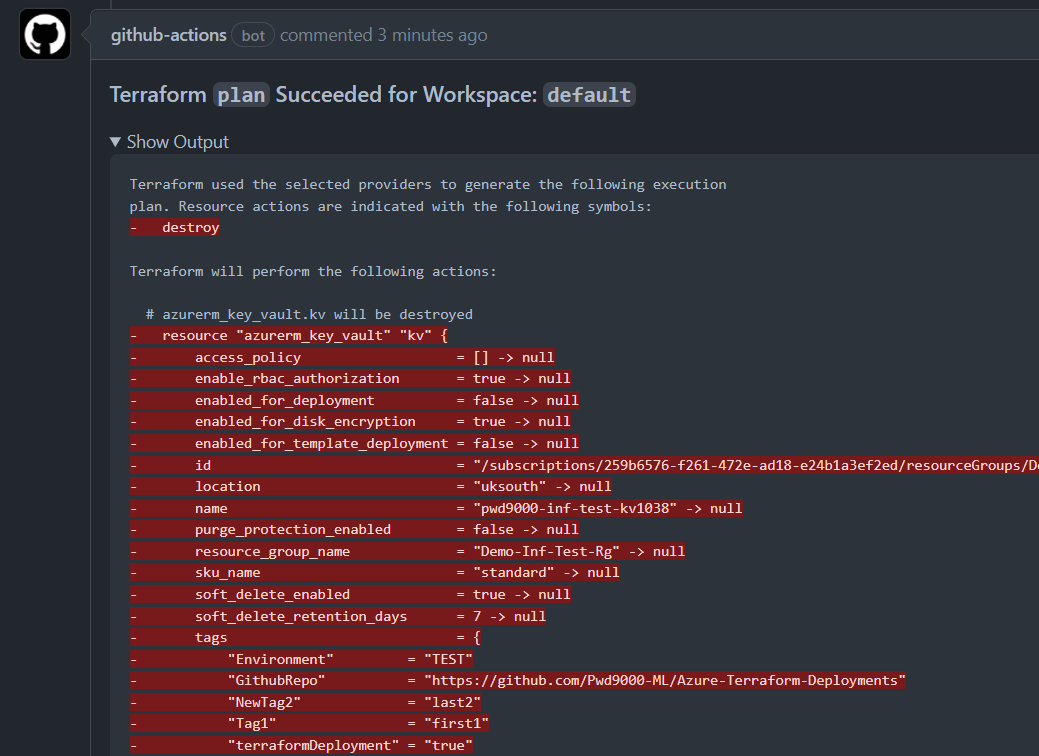 github-actions bot commented 3 minutes ago
Terraform plan Succeeded for Workspace: default
▼ Show Output
Terraform used the selected providers to generate the following execution
plan. Resource actions are indicated with the following symbols:
-   destroy
Terraform will perform the following actions:
  # azurerm_key_vault.kv will be destroyed
-   resource "azurerm_key_vault" "kv" {
-       access_policy                   = [] -> null
-       enable_rbac_authorization       = true -> null
-       enabled_for_deployment          = false -> null
-       enabled_for_disk_encryption     = true -> null
-       enabled_for_template_deployment = false -> null
-       id                              = "/subscriptions/259b6576-f261-472e-ad18-e24b1a3ef2ed/resourceGroups/De
-       location                        = "uksouth" -> null
-       name                            = "pwd9000-inf-test-kv1038" -> null
-       purge_protection_enabled        = false -> null
-       resource_group_name             = "Demo-Inf-Test-Rg" -> null
-       sku_name                        = "standard" -> null
-       soft_delete_enabled             = true -> null
-       soft_delete_retention_days      = 7 -> null
-       tags                            = {
-           "Environment"         = "TEST"
-           "GithubRepo"          = "https://github.com/Pwd9000-ML/Azure-Terraform-Deployments"
-           "NewTag2"             = "last2"
-           "Tag1"                = "first1"
-           "terraformDeployment" = "true"